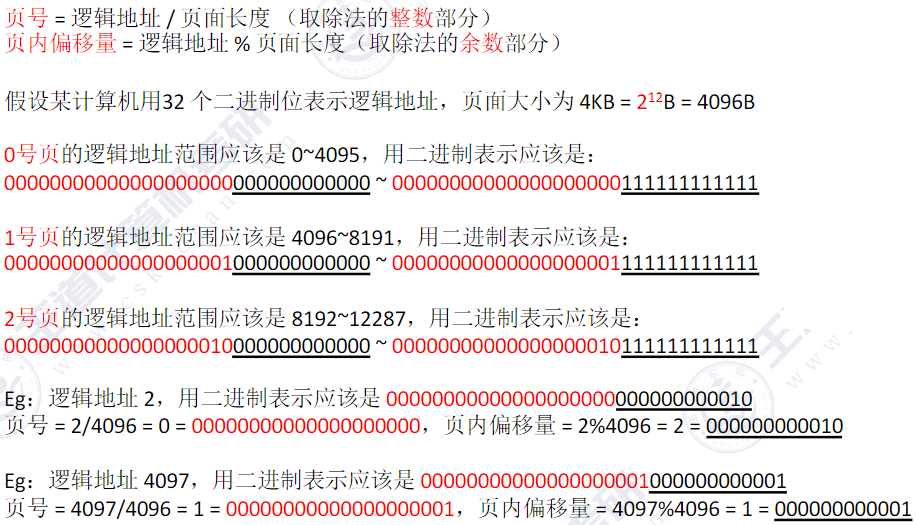 页号 = 逻辑地址 / 页面长度 （取除法的整数部分）
页内偏移量 = 逻辑地址 % 页面长度（取除法的余数部分）
假设某计算机用32 个二进制位表示逻辑地址，页面大小为 4KB = 2¹²B = 4096B
0号页的逻辑地址范围应该是 0~4095，用二进制表示应该是：
00000000000000000000000000000000 ~ 00000000000000000000111111111111
1号页的逻辑地址范围应该是 4096~8191，用二进制表示应该是：
00000000000000000001000000000000 ~ 00000000000000000001111111111111
2号页的逻辑地址范围应该是 8192~12287，用二进制表示应该是：
00000000000000000010000000000000 ~ 00000000000000000010111111111111
Eg：逻辑地址 2，用二进制表示应该是 00000000000000000000000000000010
页号 = 2/4096 = 0 = 00000000000000000000，页内偏移量 = 2%4096 = 2 = 000000000010
Eg：逻辑地址 4097，用二进制表示应该是 00000000000000000001000000000001
页号 = 4097/4096 = 1 = 00000000000000000001，页内偏移量 = 4097%4096 = 1 = 000000000001